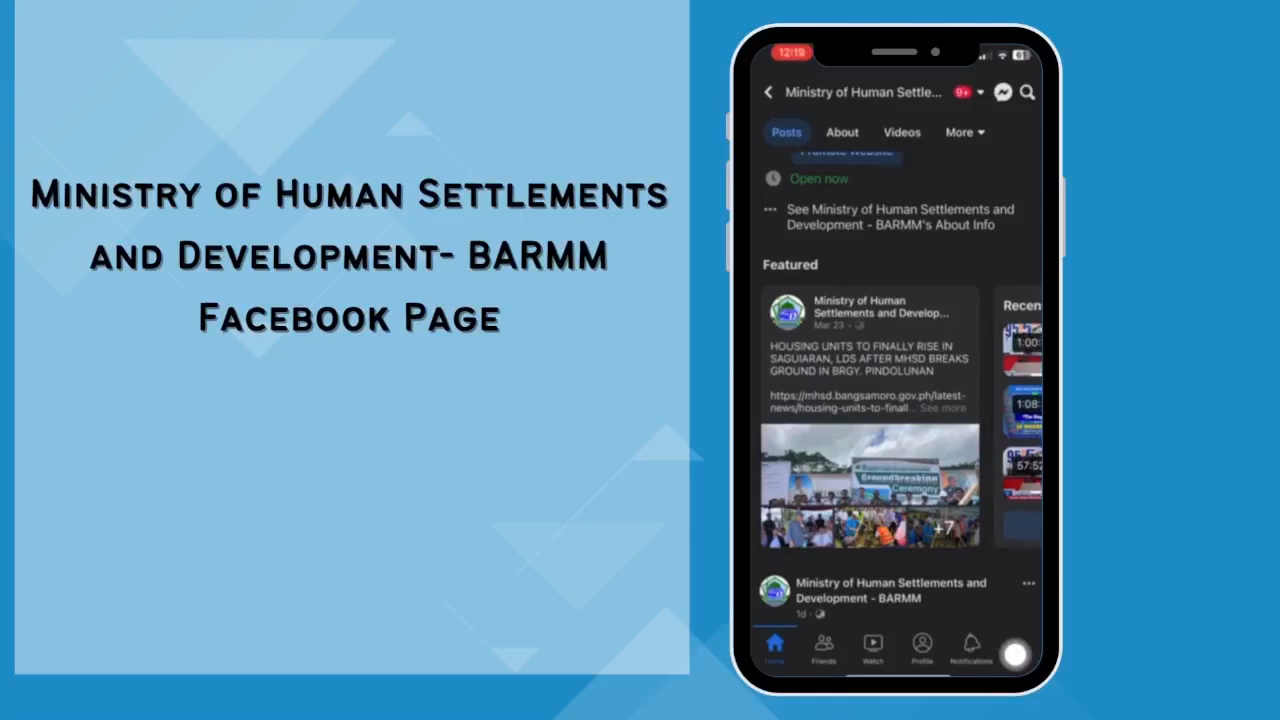 Ministry of Human Settlements
and Development- BARMM
Facebook Page
12:19
Ministry of Human Settle...
9+
Posts
About
Videos
More
Promote Website
Open now
See Ministry of Human Settlements and
Development - BARMM's About Info
Featured
Ministry of Human
Settlements and Develop...
Mar 23
HOUSING UNITS TO FINALLY RISE IN
SAGUIARAN, LDS AFTER MHSD BREAKS
GROUND IN BRGY. PINDOLUNAN
https://mhsd.bangsamoro.gov.ph/latest-
news/housing-units-to-finall... See more
Groundbreaking
Ceremony
+7
Recen
1:00:
1:08:
57:52
Ministry of Human Settlements and
Development - BARMM
1d
Home
Friends
Watch
Profile
Notifications